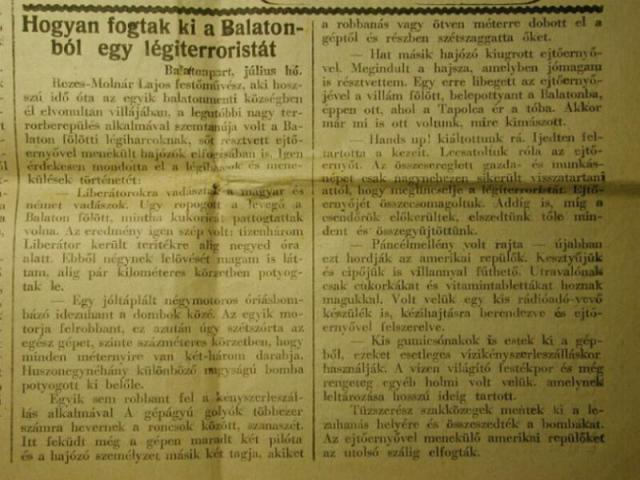 Hogyan fogtak ki a Balaton-
ból egy légiterroristát
Balatonpart, július hó.
Rezes-Molnár Lajos festőművész, aki hosz-
szú idő óta az egyik balatonmenti községben
él elvonultan villájában, a legutóbbi nagy ter-
rorberepülés alkalmával szemtanúja volt a Ba-
laton fölötti légiharcoknak, sőt résztvett ejtő-
ernyővel menekült hajózók elfogásában is. Igen
érdekesen mondotta el a légiharcok és mene-
külések történetét:
— Liberátorokra vadásztak a magyar és
német vadászok. Úgy ropogott a levegő a
Balaton fölött, mintha kukoricát pattogtattak
volna. Az eredmény igen szép volt: tizenhárom
Liberátor került terítékre alig negyed óra
alatt. Ebből négynek lelövését magam is lát-
tam, alig pár kilométeres körzetben potyog-
tak le.
— Egy jóltáplált négymotoros óriásbom-
bázó idezuhant a dombok közé. Az egyik mo-
torja felrobbant, ez azután úgy szétszórta az
egész gépet, szinte százméteres körzetben, hogy
minden méternyire van két-három darabja.
Huszonegynéhány különböző nagyságú bomba
potyogott ki belőle.
Egyik sem robbant fel a kényszerleszál-
lás alkalmával A gépágyú golyók többezer
számra hevernek a roncsok között, szanaszét.
Itt feküdt még a gépen maradt két pilóta
és a hajózó személyzet másik két tagja, akiket
a robbanás vagy ötven méterre dobott el a
géptől és részben szétszaggatta őket.
— Hat másik hajózó kiugrott ejtőernyő-
vel. Megindult a hajsza, amelyben jómagam
is résztvettem. Egy erre libegett az ejtőernyő-
jével a villám fölött, belepottyant a Balatonba,
éppen ott, ahol a Tapolca ér a tóba. Akkor
már mi is ott voltunk, mire kimászott.
— Hands up! kiáltottunk rá. Ijedten fel-
tartotta a kezeit. Lecsatoltuk róla az ejtő-
ernyőt. Az összesereglett gazda- és munkás-
népet csak nagynehezen sikerült visszatartani
attól, hogy meglincselje a légiterroristát. Ejtő-
ernyőjét összecsomagoltuk. Addig is, míg a
csendőrök előkerültek, elszedtünk tőle min-
dent és összegyüjtöttünk.
— Páncélmellény volt rajta — újabban
ezt hordják az amerikai repülők. Kesztyűjük
és cipőjük is villannyal fűthető. Utravalónak
csak cukorkákat és vitamintablettákat hoznak
magukkal. Volt velük egy kis rádióadó-vevő
készülék is, kézihajtásra berendezve és ejtő-
ernyővel felszerelve.
— Kis gumicsónakok is estek ki a gép-
ből, ezeket esetleges vizikényszerleszálláskor
használják. A vizen világító festékpor és még
rengeteg egyéb holmi volt velük, amelynek
leltározása hosszú ideig tartott.
Tűzszerész szakközegek mentek ki a le-
zuhanás helyére és összeszedték a bombákat.
Az ejtőernyővel menekülő amerikai repülőket
az utolsó szálig elfogták.